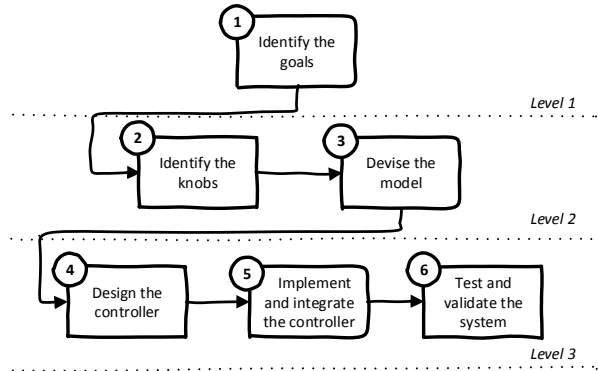 1
Identify the
goals
Level 1
2
Identify the
knobs
3
Devise the
model
Level 2
4
Design the
controller
5
Implement
and integrate
the controller
6
Test and
validate the
system
Level 3